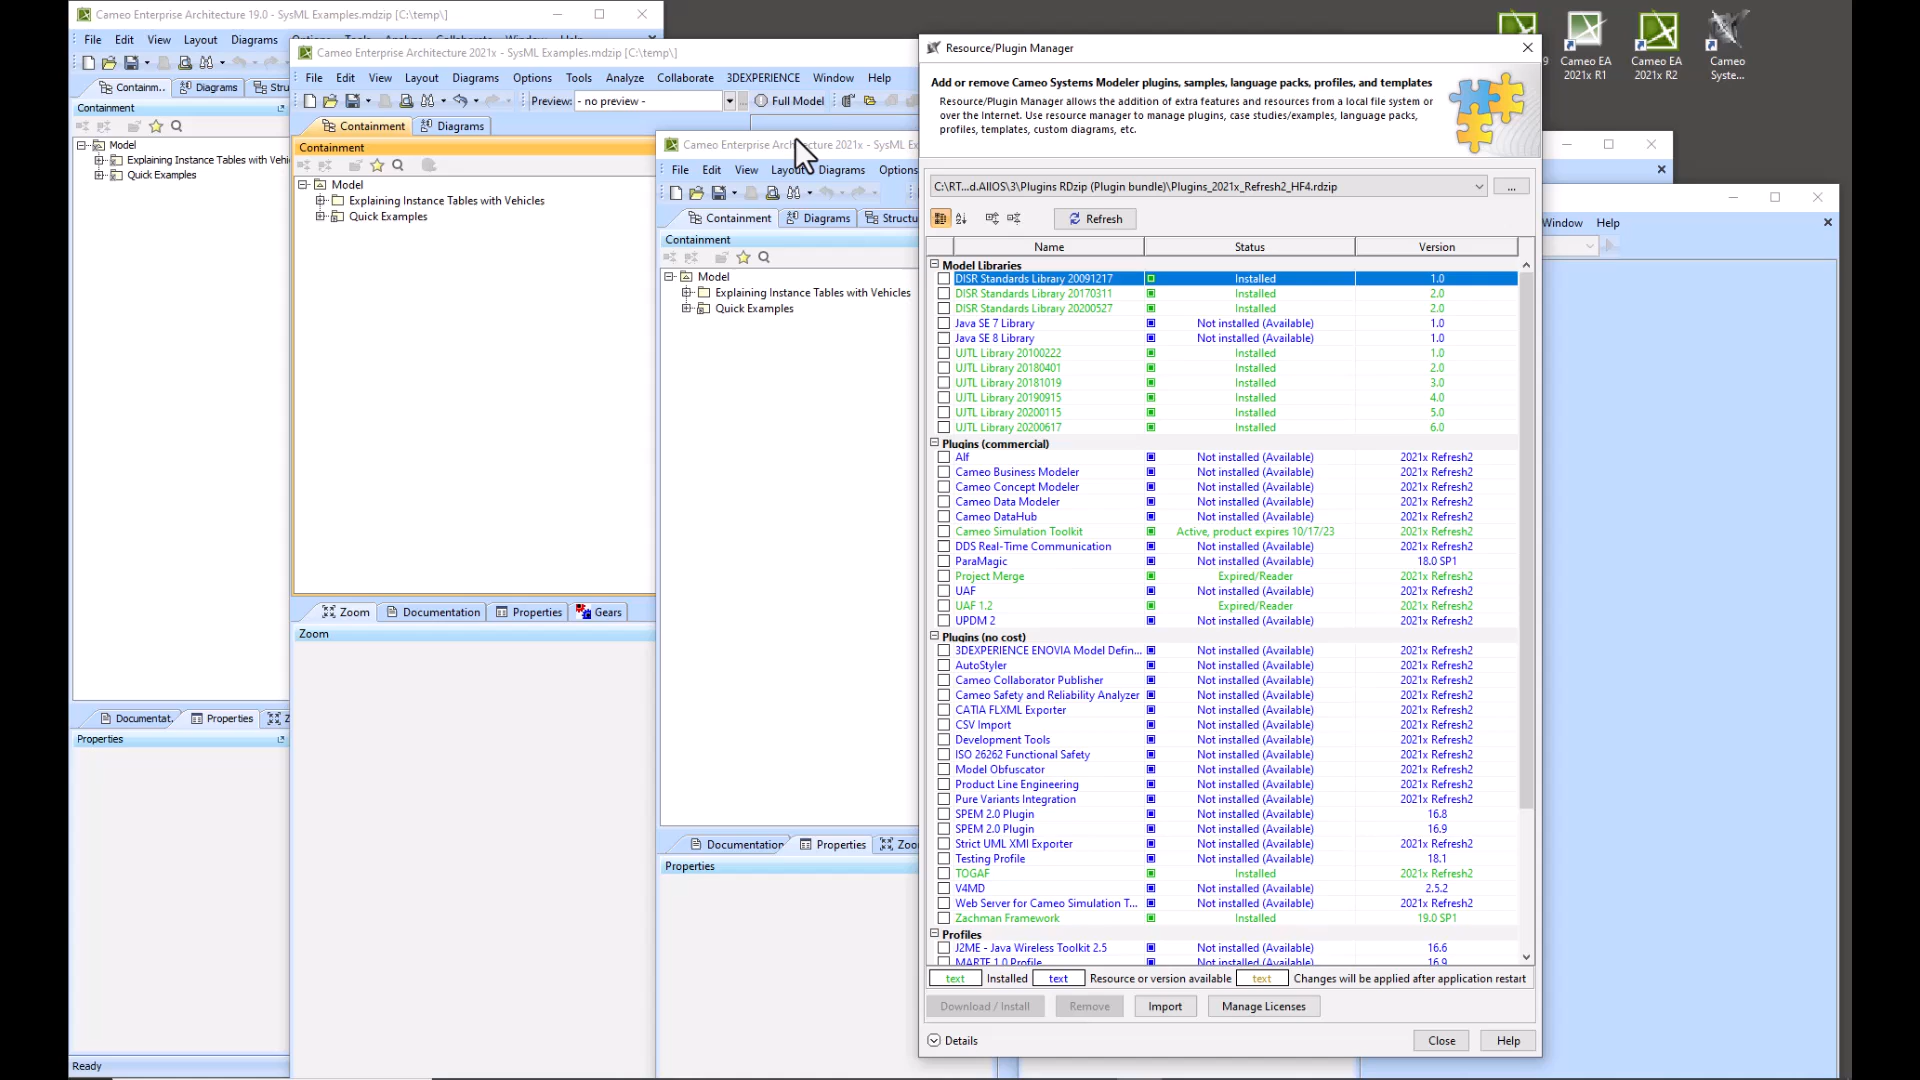 Cameo Enterprise Architecture 19.0 - SysML Examples.mdzip [C:\temp\]
File Edit View Layout Diagrams
Containm.. Diagrams
Containment
Model
Explaining Instance Tables with Vehi
Quick Examples
Documentat. Properties
Properties
Ready
Cameo Enterprise Architecture 2021x - SysML Examples.mdzip [C:\temp\]
File Edit View Layout Diagrams Options Tools Analyze Collaborate 3DEXPERIENCE Window Help
Preview: - no preview - ... Full Model
Containment Diagrams
Containment
Model
Explaining Instance Tables with Vehicles
Quick Examples
Zoom Documentation Properties Gears
Zoom
Cameo Enterprise Arc tecture 2021x - SysML Ex
File Edit View Layou Diagrams Options
Containment Diagrams Structu
Containment
Model
Explaining Instance Tables with Vehicles
Quick Examples
Documentation Properties Zoo
Properties
Resource/Plugin Manager
Add or remove Cameo Systems Modeler plugins, samples, language packs, profiles, and templates
Resource/Plugin Manager allows the addition of extra features and resources from a local file system or
over the Internet. Use resource manager to manage plugins, case studies/examples, language packs,
profiles, templates, custom diagrams, etc.
C:\RT...d.AIIOS\3\Plugins RDzip (Plugin bundle)\Plugins_2021x_Refresh2_HF4.rdzip ...
Refresh
Name Status Version
Model Libraries
DISR Standards Library 20091217 Installed 1.0
DISR Standards Library 20170311 Installed 2.0
DISR Standards Library 20200527 Installed 2.0
Java SE 7 Library Not installed (Available) 1.0
Java SE 8 Library Not installed (Available) 1.0
UJTL Library 20100222 Installed 1.0
UJTL Library 20180401 Installed 2.0
UJTL Library 20181019 Installed 3.0
UJTL Library 20190915 Installed 4.0
UJTL Library 20200115 Installed 5.0
UJTL Library 20200617 Installed 6.0
Plugins (commercial)
Alf Not installed (Available) 2021x Refresh2
Cameo Business Modeler Not installed (Available) 2021x Refresh2
Cameo Concept Modeler Not installed (Available) 2021x Refresh2
Cameo Data Modeler Not installed (Available) 2021x Refresh2
Cameo DataHub Not installed (Available) 2021x Refresh2
Cameo Simulation Toolkit Active, product expires 10/17/23 2021x Refresh2
DDS Real-Time Communication Not installed (Available) 2021x Refresh2
ParaMagic Not installed (Available) 18.0 SP1
Project Merge Expired/Reader 2021x Refresh2
UAF Not installed (Available) 2021x Refresh2
UAF 1.2 Expired/Reader 2021x Refresh2
UPDM 2 Not installed (Available) 2021x Refresh2
Plugins (no cost)
3DEXPERIENCE ENOVIA Model Defin... Not installed (Available) 2021x Refresh2
AutoStyler Not installed (Available) 2021x Refresh2
Cameo Collaborator Publisher Not installed (Available) 2021x Refresh2
Cameo Safety and Reliability Analyzer Not installed (Available) 2021x Refresh2
CATIA FLXML Exporter Not installed (Available) 2021x Refresh2
CSV Import Not installed (Available) 2021x Refresh2
Development Tools Not installed (Available) 2021x Refresh2
ISO 26262 Functional Safety Not installed (Available) 2021x Refresh2
Model Obfuscator Not installed (Available) 2021x Refresh2
Product Line Engineering Not installed (Available) 2021x Refresh2
Pure Variants Integration Not installed (Available) 2021x Refresh2
SPEM 2.0 Plugin Not installed (Available) 16.8
SPEM 2.0 Plugin Not installed (Available) 16.9
Strict UML XMI Exporter Not installed (Available) 2021x Refresh2
Testing Profile Not installed (Available) 18.1
TOGAF Installed 2021x Refresh2
V4MD Not installed (Available) 2.5.2
Web Server for Cameo Simulation T... Not installed (Available) 2021x Refresh2
Zachman Framework Installed 19.0 SP1
Profiles
J2ME - Java Wireless Toolkit 2.5 Not installed (Available) 16.6
MARTE 1.0 Profile Not installed (Available) 16.9
text Installed text Resource or version available text Changes will be applied after application restart
Download / Install Remove Import Manage Licenses
Details Close Help
9
Cameo EA
2021x R1
Cameo EA
2021x R2
Cameo
Syste...
Window Help